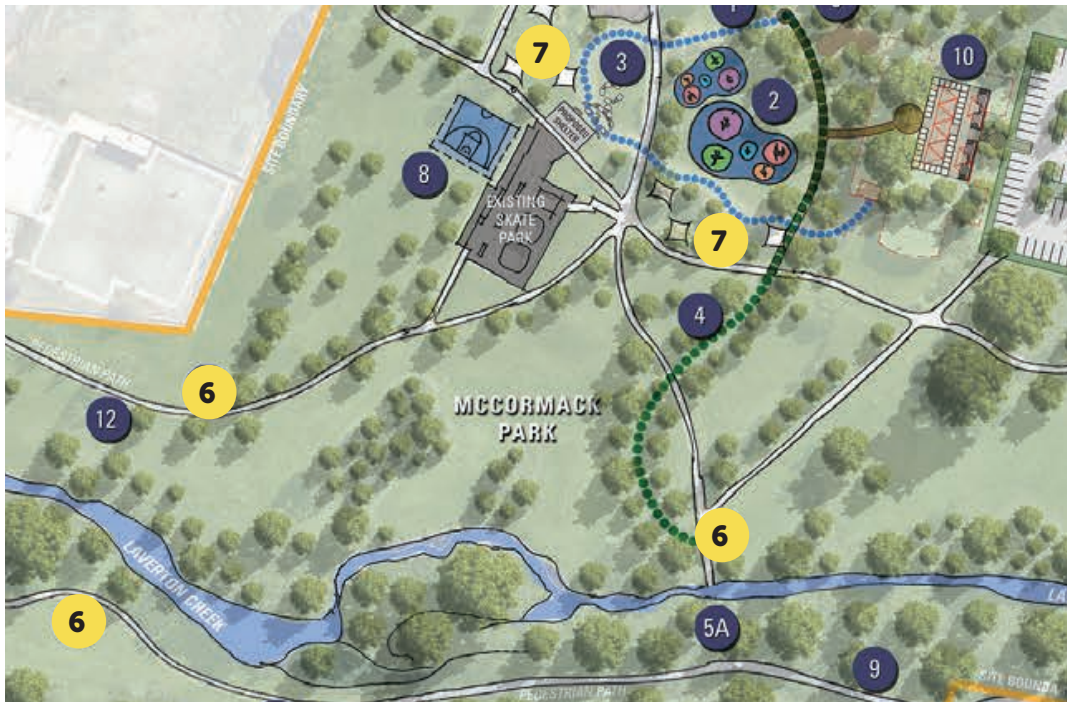 7
10
3
2
SITE BOUNDARY
PROPOSED
SHELTER
8
EXISTING
SKATE
PARK
7
4
PEDESTRIAN PATH
6
12
MCCORMACK
PARK
6
LAVERTON CREEK
LA
6
5A
9
PEDESTRIAN PATH
SITE BOUNDA